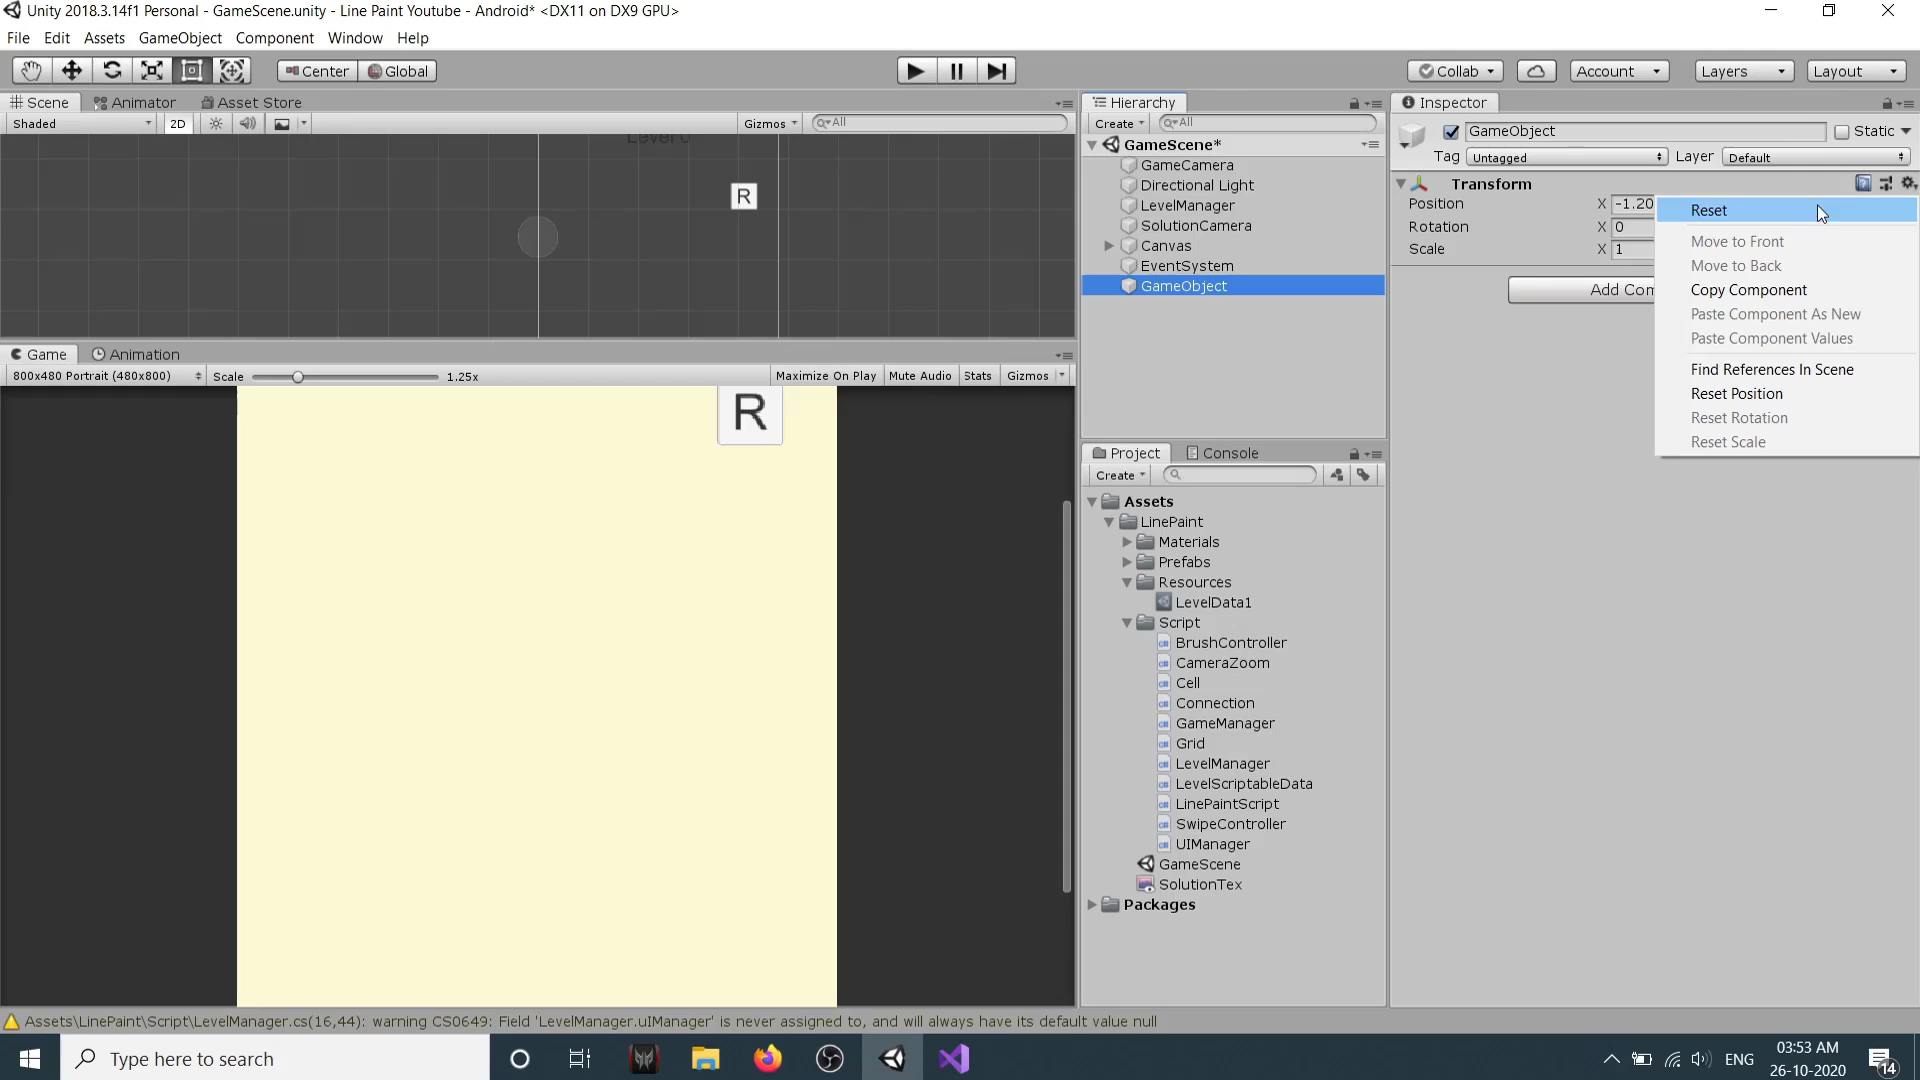 Unity 2018.3.14f1 Personal - GameScene.unity - Line Paint Youtube - Android* <DX11 on DX9 GPU>
File Edit Assets GameObject Component Window Help
Center Global
Collab Account Layers Layout
Scene Animator Asset Store
Shaded 2D Gizmos All
R
Game Animation
800x480 Portrait (480x800) Scale 1.25x Maximize On Play Mute Audio Stats Gizmos
R
Hierarchy
Create All
GameScene*
GameCamera
Directional Light
LevelManager
SolutionCamera
Canvas
EventSystem
GameObject
Project Console
Create
Assets
LinePaint
Materials
Prefabs
Resources
LevelData1
Script
BrushController
CameraZoom
Cell
Connection
GameManager
Grid
LevelManager
LevelScriptableData
LinePaintScript
SwipeController
UIManager
GameScene
SolutionTex
Packages
Inspector
GameObject Static
Tag Untagged Layer Default
Transform
Position X -1.20
Rotation X 0
Scale X 1
Add Com
Reset
Move to Front
Move to Back
Copy Component
Paste Component As New
Paste Component Values
Find References In Scene
Reset Position
Reset Rotation
Reset Scale
Assets\LinePaint\Script\LevelManager.cs(16,44): warning CS0649: Field 'LevelManager.uIManager' is never assigned to, and will always have its default value null
Type here to search
ENG
03:53 AM
26-10-2020
14